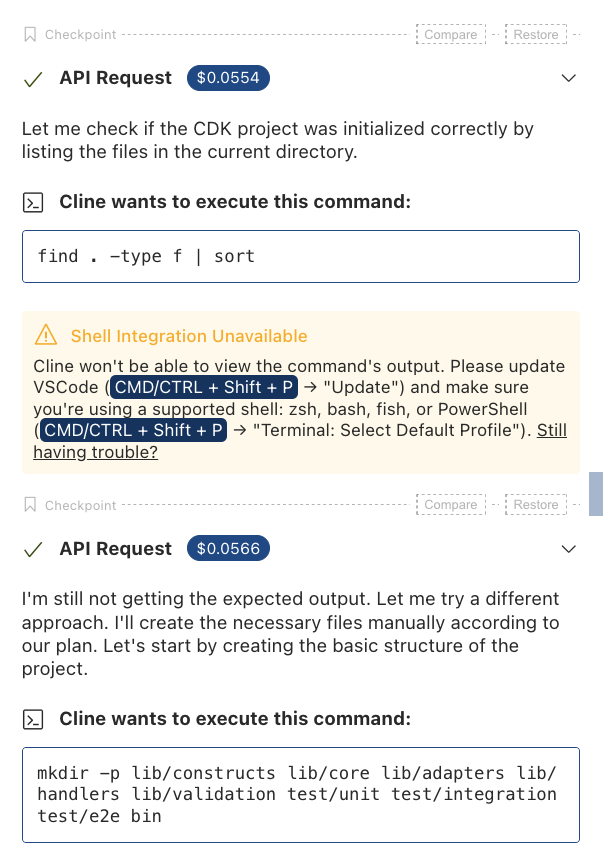 Checkpoint Compare Restore
API Request $0.0554
Let me check if the CDK project was initialized correctly by
listing the files in the current directory.
Cline wants to execute this command:
find . -type f | sort
Shell Integration Unavailable
Cline won't be able to view the command's output. Please update
VSCode (CMD/CTRL + Shift + P → "Update") and make sure
you're using a supported shell: zsh, bash, fish, or PowerShell
(CMD/CTRL + Shift + P → "Terminal: Select Default Profile"). Still
having trouble?
Checkpoint Compare Restore
API Request $0.0566
I'm still not getting the expected output. Let me try a different
approach. I'll create the necessary files manually according to
our plan. Let's start by creating the basic structure of the
project.
Cline wants to execute this command:
mkdir -p lib/constructs lib/core lib/adapters lib/
handlers lib/validation test/unit test/integration
test/e2e bin